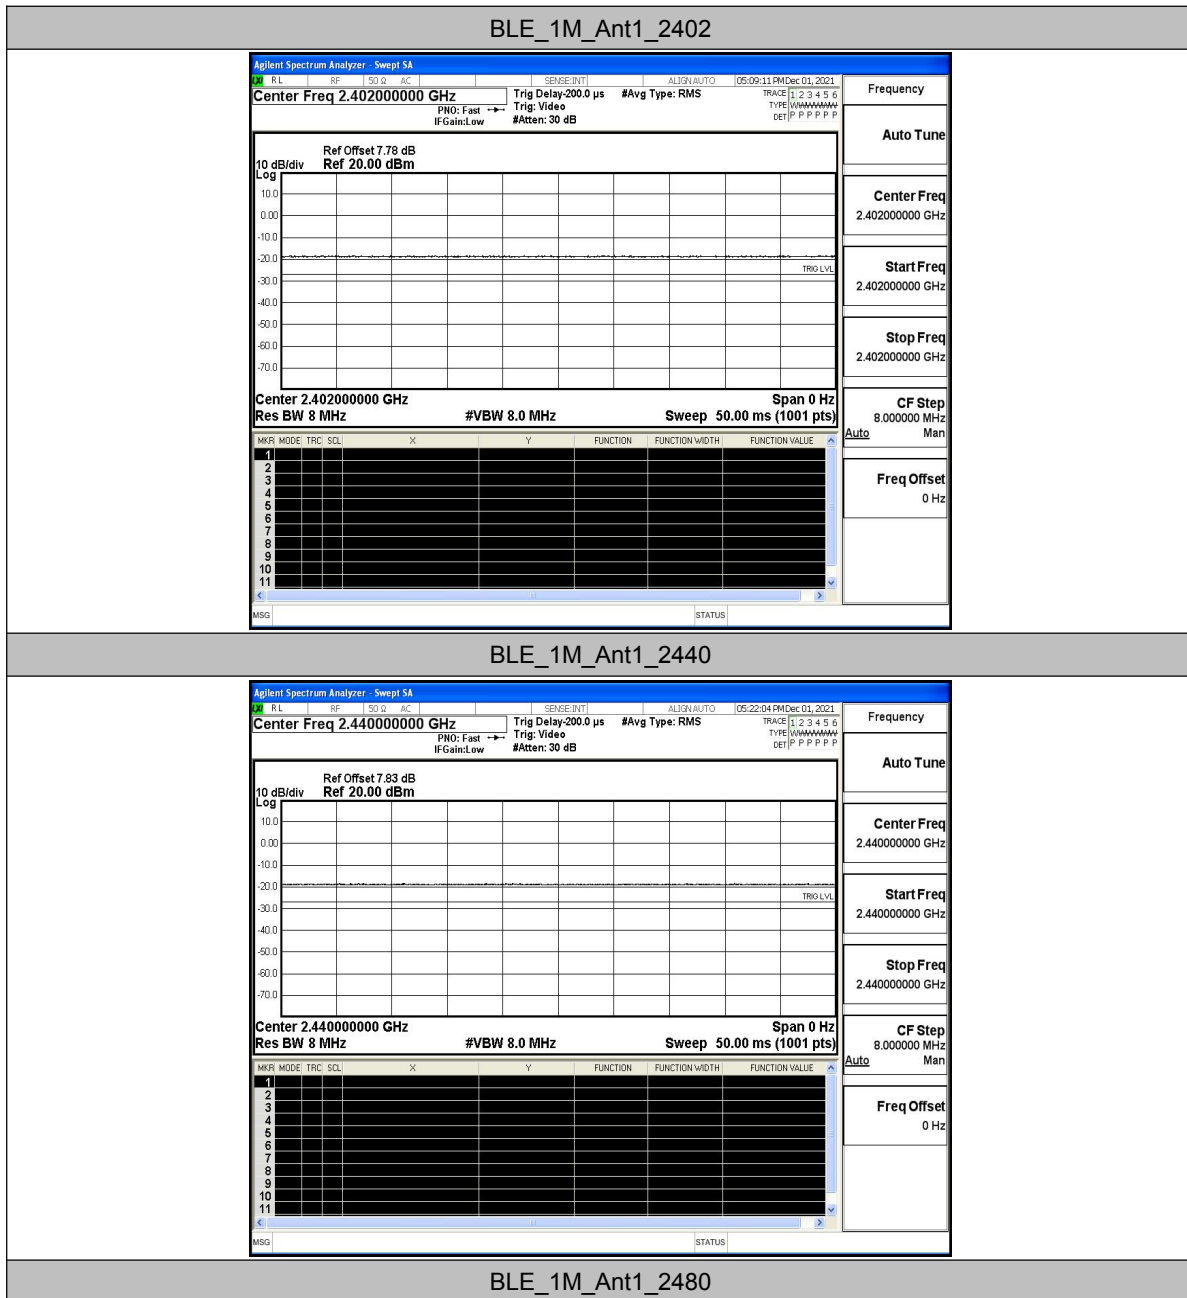 BLE_1M_Ant1_2402
Agilent Spectrum Analyzer - Swept SA
LXI RL RF 50 Ω AC SENSE:INT ALIGN AUTO 05:09:11 PM Dec 01, 2021
Center Freq 2.402000000 GHz Trig Delay-200.0 µs #Avg Type: RMS TRACE 1 2 3 4 5 6
PNO: Fast Trig: Video TYPE
IFGain:Low #Atten: 30 dB DET P P P P P P
Ref Offset 7.78 dB
10 dB/div Ref 20.00 dBm
Log
10.0
0.00
-10.0
-20.0
TRIG LVL
-30.0
-40.0
-50.0
-60.0
-70.0
Center 2.402000000 GHz Span 0 Hz
Res BW 8 MHz #VBW 8.0 MHz Sweep 50.00 ms (1001 pts)
MKR MODE TRC SCL X Y FUNCTION FUNCTION WIDTH FUNCTION VALUE
1
2
3
4
5
6
7
8
9
10
11
MSG STATUS
Frequency
Auto Tune
Center Freq
2.402000000 GHz
Start Freq
2.402000000 GHz
Stop Freq
2.402000000 GHz
CF Step
8.000000 MHz
Auto Man
Freq Offset
0 Hz
BLE_1M_Ant1_2440
Agilent Spectrum Analyzer - Swept SA
LXI RL RF 50 Ω AC SENSE:INT ALIGN AUTO 05:22:04 PM Dec 01, 2021
Center Freq 2.440000000 GHz Trig Delay-200.0 µs #Avg Type: RMS TRACE 1 2 3 4 5 6
PNO: Fast Trig: Video TYPE
IFGain:Low #Atten: 30 dB DET P P P P P P
Ref Offset 7.83 dB
10 dB/div Ref 20.00 dBm
Log
10.0
0.00
-10.0
-20.0
TRIG LVL
-30.0
-40.0
-50.0
-60.0
-70.0
Center 2.440000000 GHz Span 0 Hz
Res BW 8 MHz #VBW 8.0 MHz Sweep 50.00 ms (1001 pts)
MKR MODE TRC SCL X Y FUNCTION FUNCTION WIDTH FUNCTION VALUE
1
2
3
4
5
6
7
8
9
10
11
MSG STATUS
Frequency
Auto Tune
Center Freq
2.440000000 GHz
Start Freq
2.440000000 GHz
Stop Freq
2.440000000 GHz
CF Step
8.000000 MHz
Auto Man
Freq Offset
0 Hz
BLE_1M_Ant1_2480